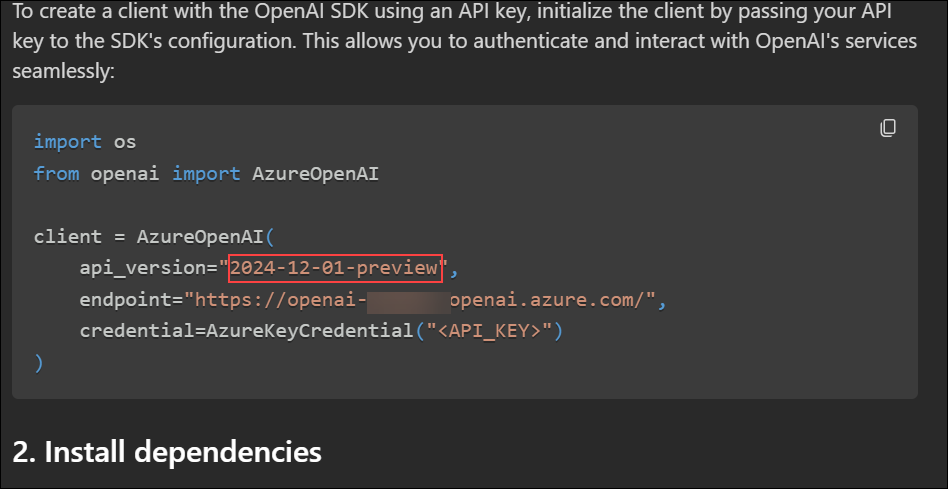 To create a client with the OpenAI SDK using an API key, initialize the client by passing your API
key to the SDK's configuration. This allows you to authenticate and interact with OpenAI's services
seamlessly:
import os
from openai import AzureOpenAI
client = AzureOpenAI(
    api_version="2024-12-01-preview",
    endpoint="https://openai-openai.azure.com/",
    credential=AzureKeyCredential("<API_KEY>")
)
2. Install dependencies